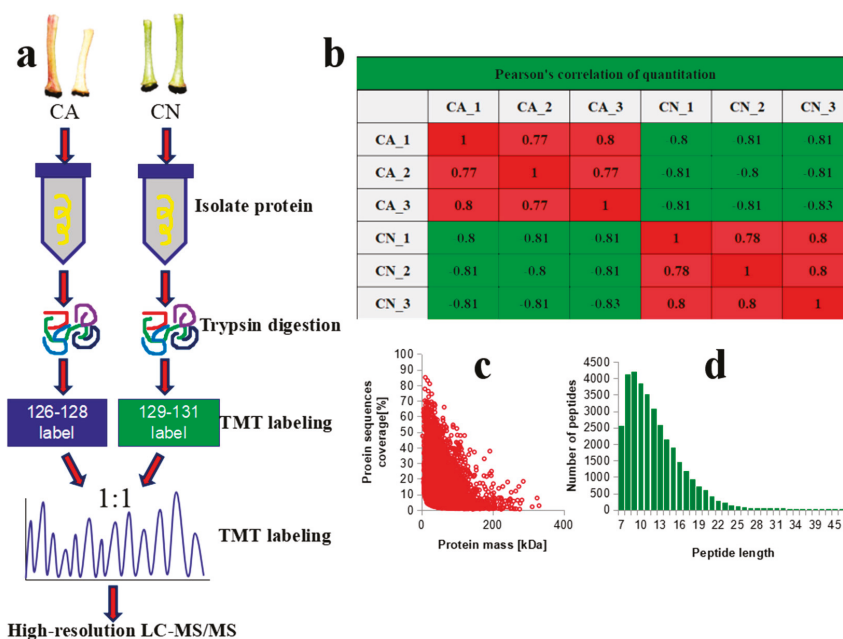 a
CA CN
Isolate protein
Trypsin digestion
126-128 label
129-131 label
TMT labeling
1:1
TMT labeling
High-resolution LC-MS/MS
b
Pearson's correlation of quantitation
CA_1 CA_2 CA_3 CN_1 CN_2 CN_3
CA_1 1 0.77 0.8 -0.8 -0.81 -0.81
CA_2 0.77 1 0.77 -0.81 -0.8 -0.81
CA_3 0.8 0.77 1 -0.81 -0.81 -0.83
CN_1 -0.8 -0.81 -0.81 1 0.78 0.8
CN_2 -0.81 -0.8 -0.81 0.78 1 0.8
CN_3 -0.81 -0.81 -0.83 0.8 0.8 1
c
Proein sequences
coverage[%]
100
90
80
70
60
50
40
30
20
10
0
0 200 400
Protein mass [kDa]
d
Number of peptides
4500
4000
3500
3000
2500
2000
1500
1000
500
0
7 10 13 16 19 22 25 28 31 34 39 45
Peptide length